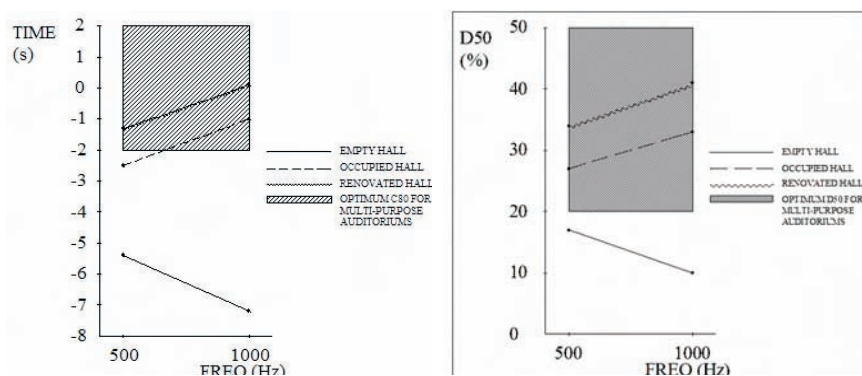 TIME
(s)
2
1
0
-1
-2
-3
-4
-5
-6
-7
-8
500
1000
FREQ (Hz)
EMPTY HALL
OCCUPIED HALL
RENOVATED HALL
OPTIMUM C80 FOR
MULTI-PURPOSE
AUDITORIUMS
D50
(%)
50
40
30
20
10
0
500
1000
FREQ (Hz)
EMPTY HALL
OCCUPIED HALL
RENOVATED HALL
OPTIMUM D50 FOR
MULTI-PURPOSE
AUDITORIUMS